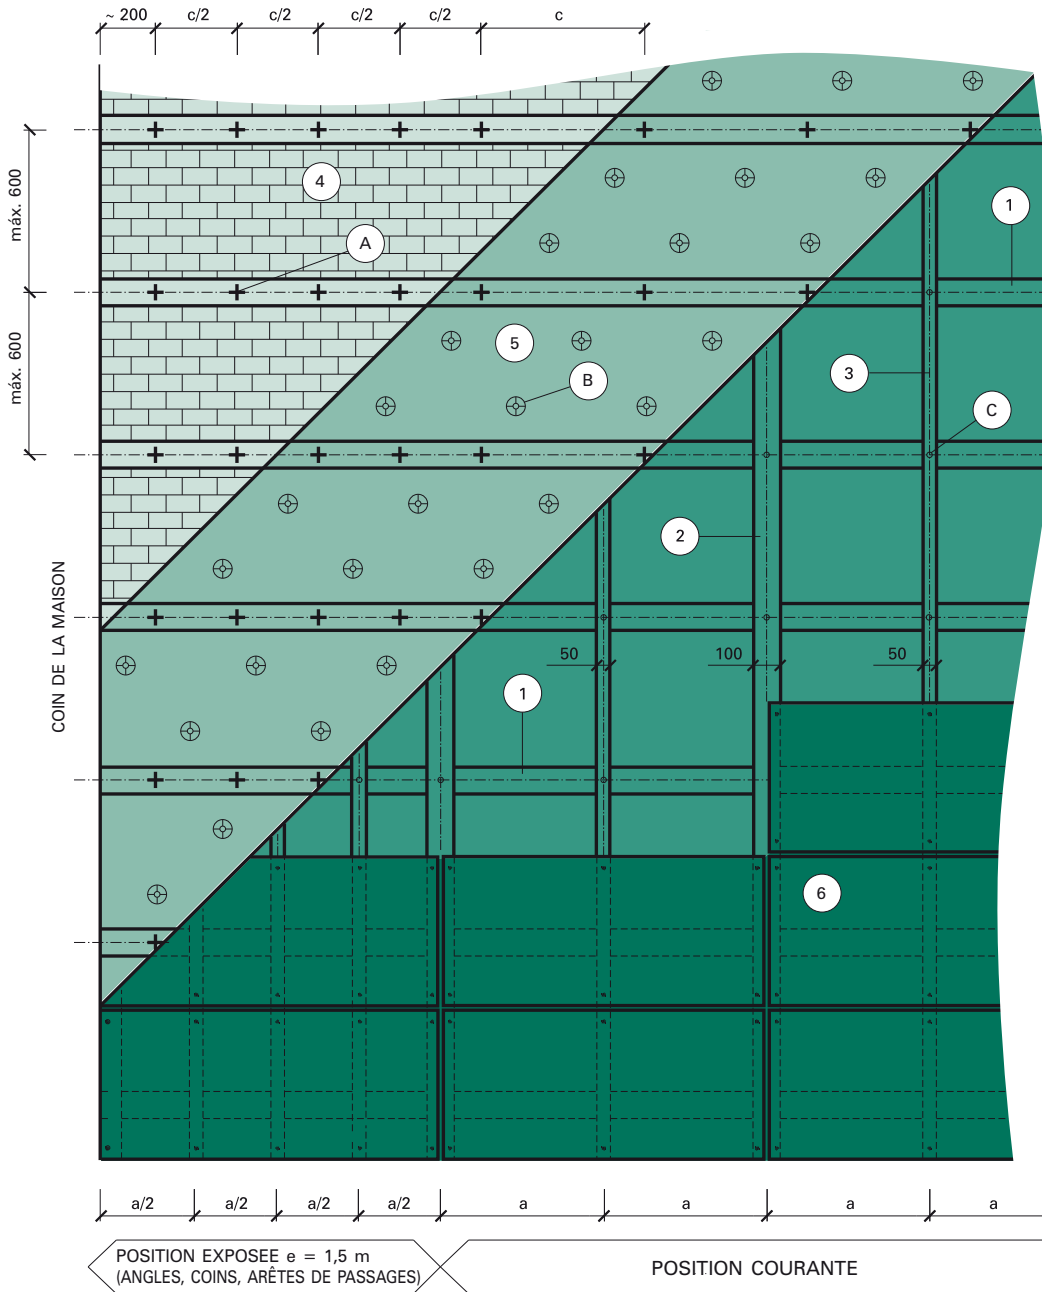 ~ 200 c/2 c/2 c/2 c/2 c
máx. 600
4
1
A
máx. 600
5
B
3
C
2
COIN DE LA MAISON
50 100 50
1
6
a/2 a/2 a/2 a/2 a a a a
POSITION EXPOSEE e = 1,5 m
(ANGLES, COINS, ARÊTES DE PASSAGES)
POSITION COURANTE